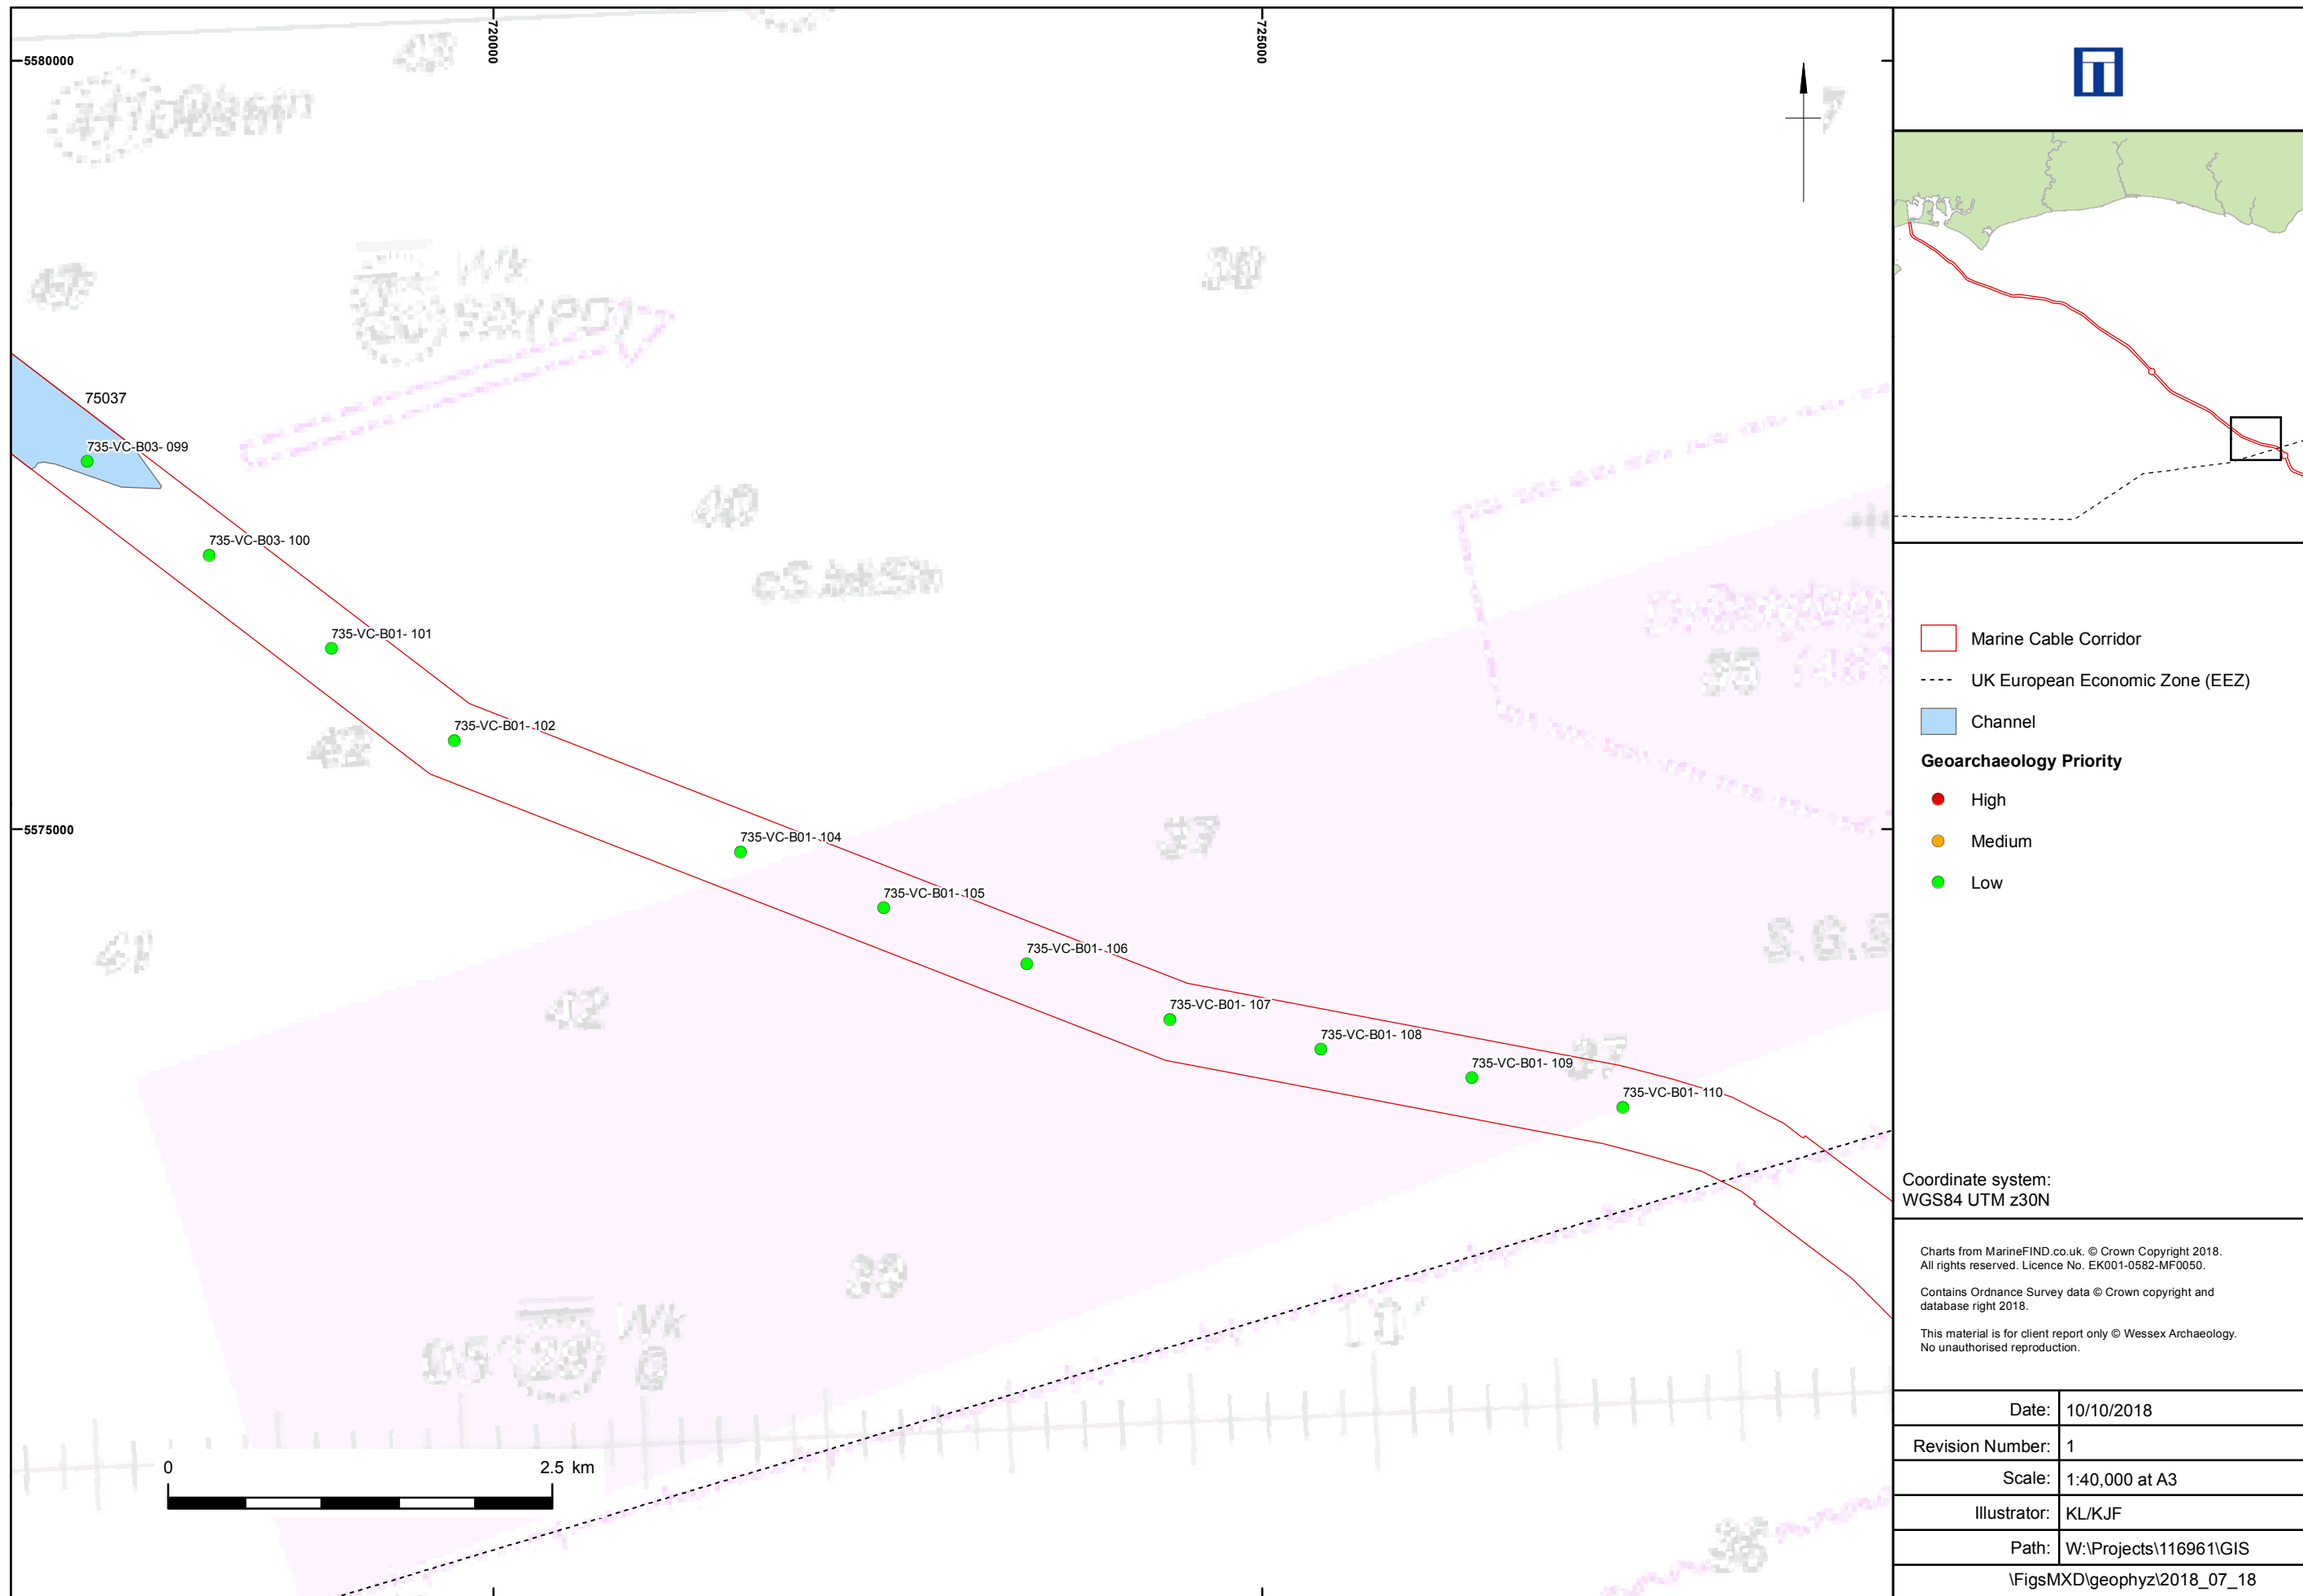 720000
725000
5580000
5575000
47
40
42
41
42
37
37
75037
735-VC-B03- 099
735-VC-B03- 100
735-VC-B01- 101
735-VC-B01- 102
735-VC-B01- 104
735-VC-B01- 105
735-VC-B01- 106
735-VC-B01- 107
735-VC-B01- 108
735-VC-B01- 109
735-VC-B01- 110
S.G.S
0
2.5 km
Marine Cable Corridor
UK European Economic Zone (EEZ)
Channel
Geoarchaeology Priority
High
Medium
Low
Coordinate system:
WGS84 UTM z30N
Charts from MarineFIND.co.uk. © Crown Copyright 2018.
All rights reserved. Licence No. EK001-0582-MF0050.
Contains Ordnance Survey data © Crown copyright and
database right 2018.
This material is for client report only © Wessex Archaeology.
No unauthorised reproduction.
Date: 10/10/2018
Revision Number: 1
Scale: 1:40,000 at A3
Illustrator: KL/KJF
Path: W:\Projects\116961\GIS
\FigsMXD\geophyz\2018_07_18